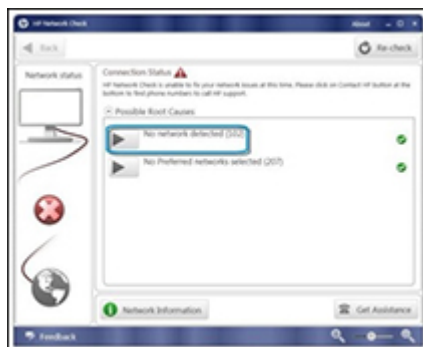 HP Network Check
About
Back
Re-check
Network status
Connection Status
HP Network Check is unable to fix your network issues at this time. Please click on Contact HP button at the
bottom to find phone numbers to call HP support.
Possible Root Causes
No network detected (102)
No Preferred networks selected (207)
Network Information
Get Assistance
Feedback